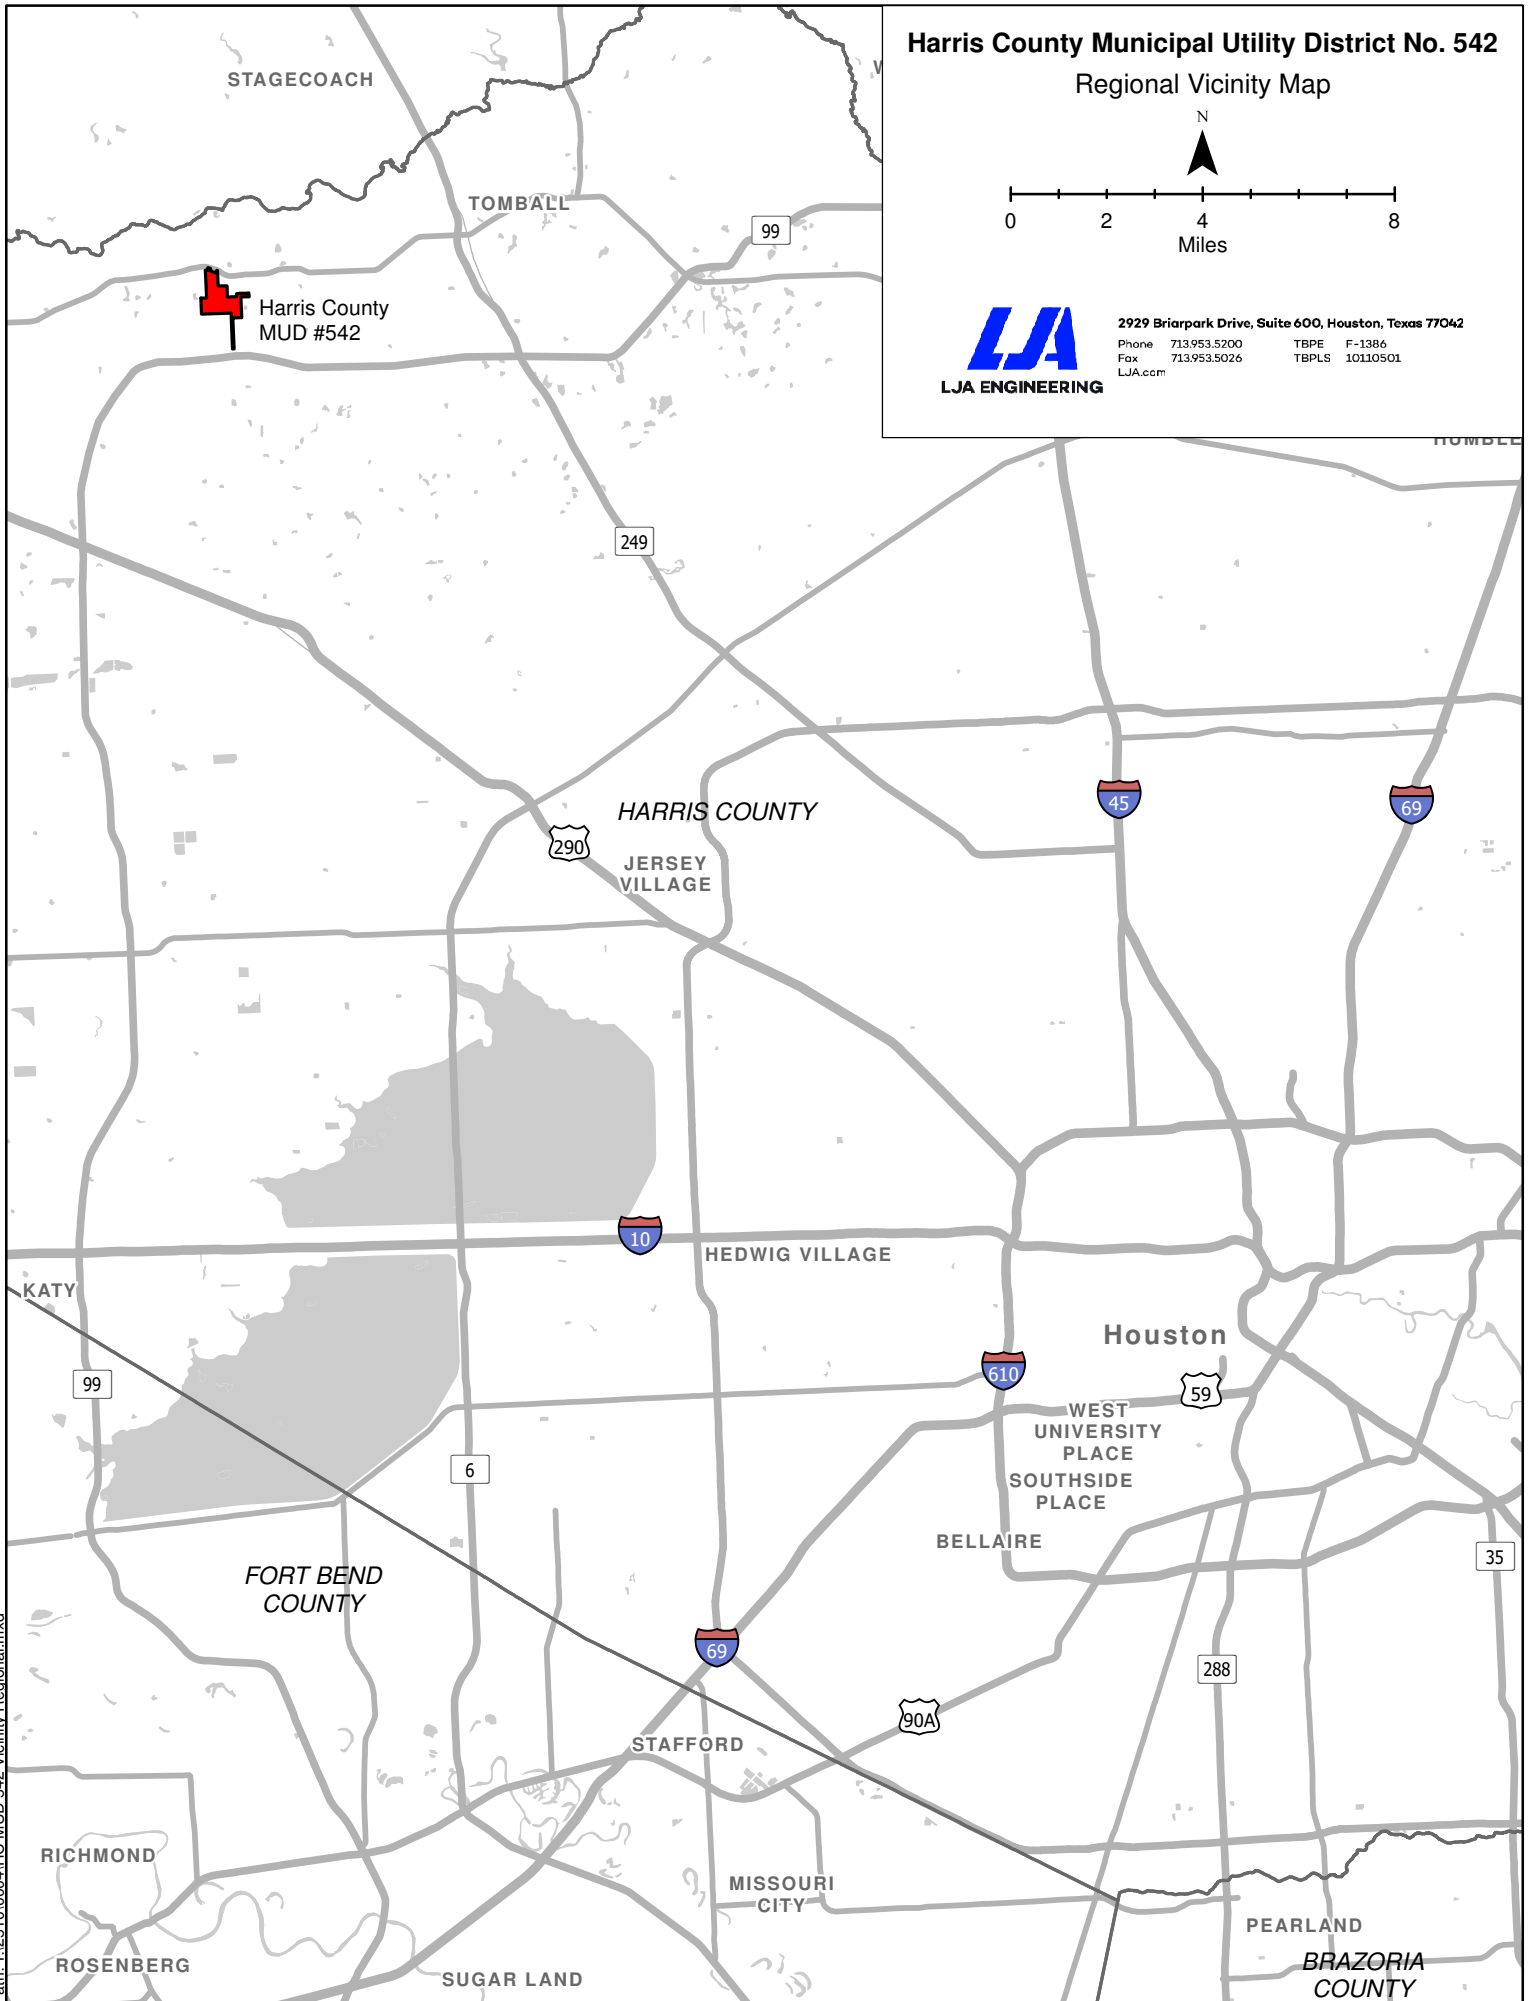 Harris County Municipal Utility District No. 542
Regional Vicinity Map
N
0 2 4 8
Miles
LJA
LJA ENGINEERING
2929 Briarpark Drive, Suite 600, Houston, Texas 77042
Phone 713.953.5200 TBPE F-1386
Fax 713.953.5026 TBPLS 10110501
LJA.com
STAGECOACH
TOMBALL
99
Harris County
MUD #542
HUMBLE
249
45
69
HARRIS COUNTY
290
JERSEY
VILLAGE
10
HEDWIG VILLAGE
KATY
Houston
610
99
59
WEST
UNIVERSITY
PLACE
6
SOUTHSIDE
PLACE
BELLAIRE
35
FORT BEND
COUNTY
69
288
90A
STAFFORD
RICHMOND
MISSOURI
CITY
PEARLAND
ROSENBERG
SUGAR LAND
BRAZORIA
COUNTY